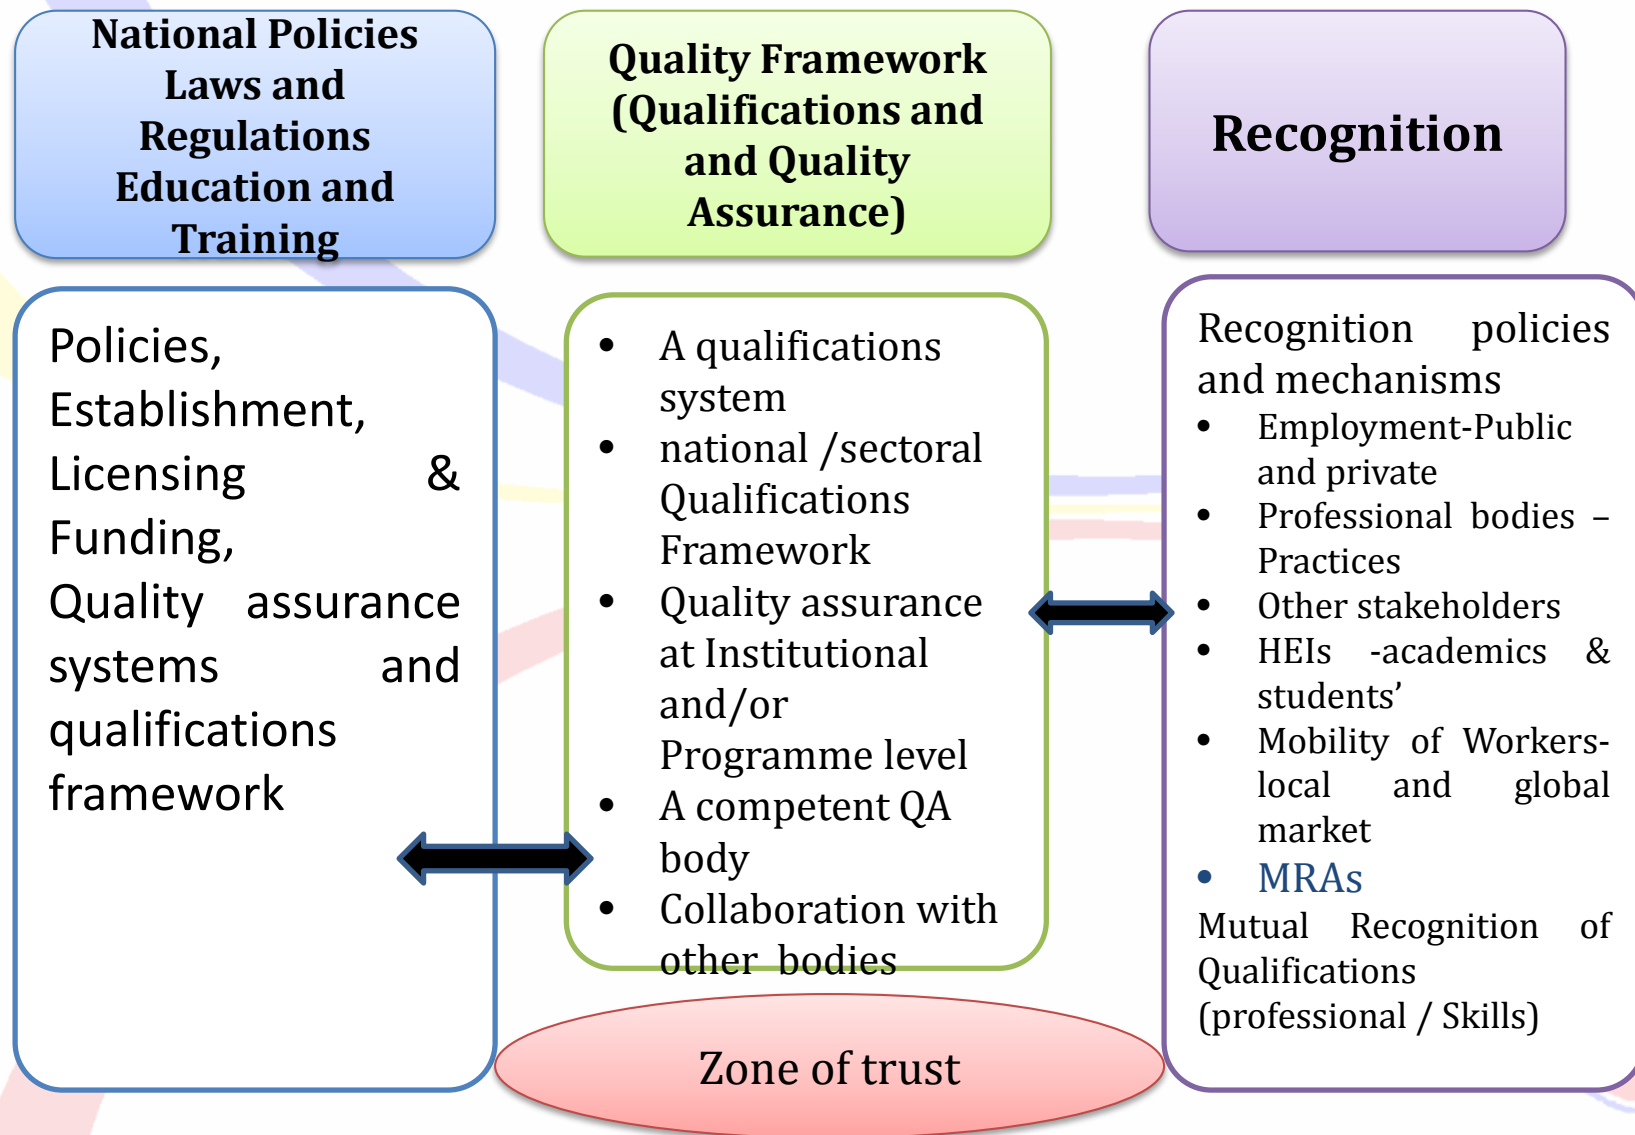 National Policies
Laws and
Regulations
Education and
Training
Quality Framework
(Qualifications and
and Quality
Assurance)
Recognition
Policies,
Establishment,
Licensing &
Funding,
Quality assurance
systems and
qualifications
framework
• A qualifications
system
• national /sectoral
Qualifications
Framework
• Quality assurance
at Institutional
and/or
Programme level
• A competent QA
body
• Collaboration with
other bodies
Recognition policies
and mechanisms
• Employment-Public
and private
• Professional bodies –
Practices
• Other stakeholders
• HEIs -academics &
students’
• Mobility of Workers-
local and global
market
• MRAs
Mutual Recognition of
Qualifications
(professional / Skills)
Zone of trust